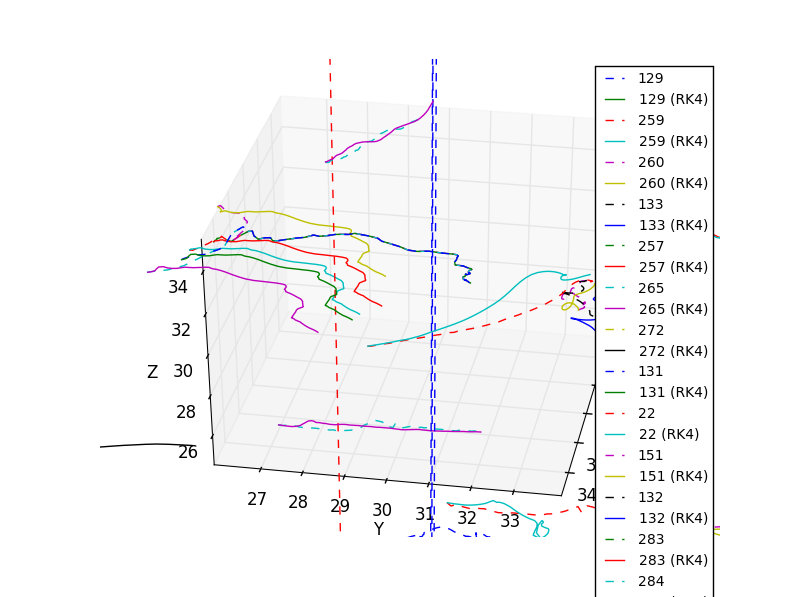 129
129 (RK4)
259
259 (RK4)
260
260 (RK4)
133
133 (RK4)
257
257 (RK4)
265
265 (RK4)
272
272 (RK4)
131
131 (RK4)
22
22 (RK4)
151
151 (RK4)
132
132 (RK4)
283
283 (RK4)
284
34
32
Z 30
28
26
27 28 29 30 31 32 33
Y
34